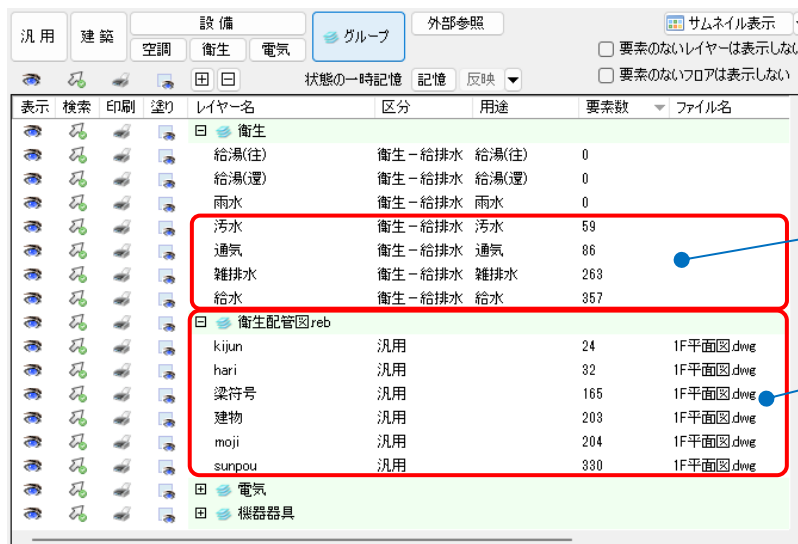 汎用 建築 設備 グループ 外部参照 サムネイル表示
空調 衛生 電気 要素のないレイヤーは表示しない
状態の一時記憶 記憶 反映 要素のないフロアは表示しない
表示 検索 印刷 塗り レイヤー名 区分 用途 要素数 ファイル名
衛生
給湯(往) 衛生－給排水 給湯(往) 0
給湯(還) 衛生－給排水 給湯(還) 0
雨水 衛生－給排水 雨水 0
汚水 衛生－給排水 汚水 59
通気 衛生－給排水 通気 86
雑排水 衛生－給排水 雑排水 263
給水 衛生－給排水 給水 357
衛生配管図.reb
kijun 汎用 24 1F平面図.dwg
hari 汎用 32 1F平面図.dwg
梁符号 汎用 165 1F平面図.dwg
建物 汎用 203 1F平面図.dwg
moji 汎用 204 1F平面図.dwg
sunpou 汎用 330 1F平面図.dwg
電気
機器器具